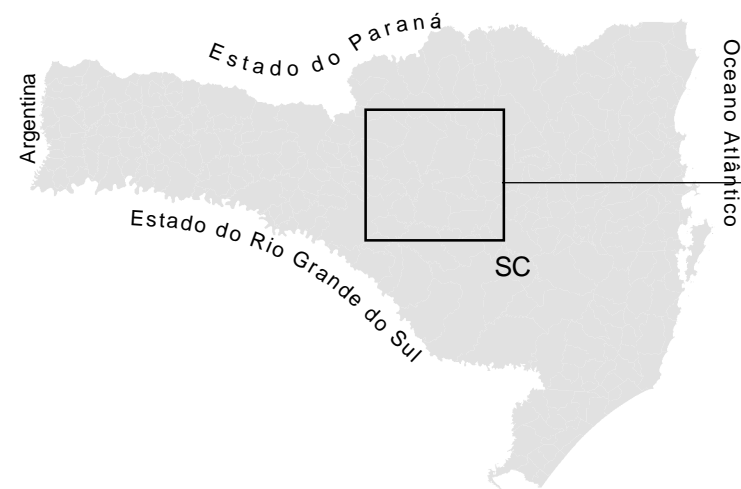 Estado do Paraná
Oceano Atlântico
Argentina
Estado do Rio Grande do Sul
SC